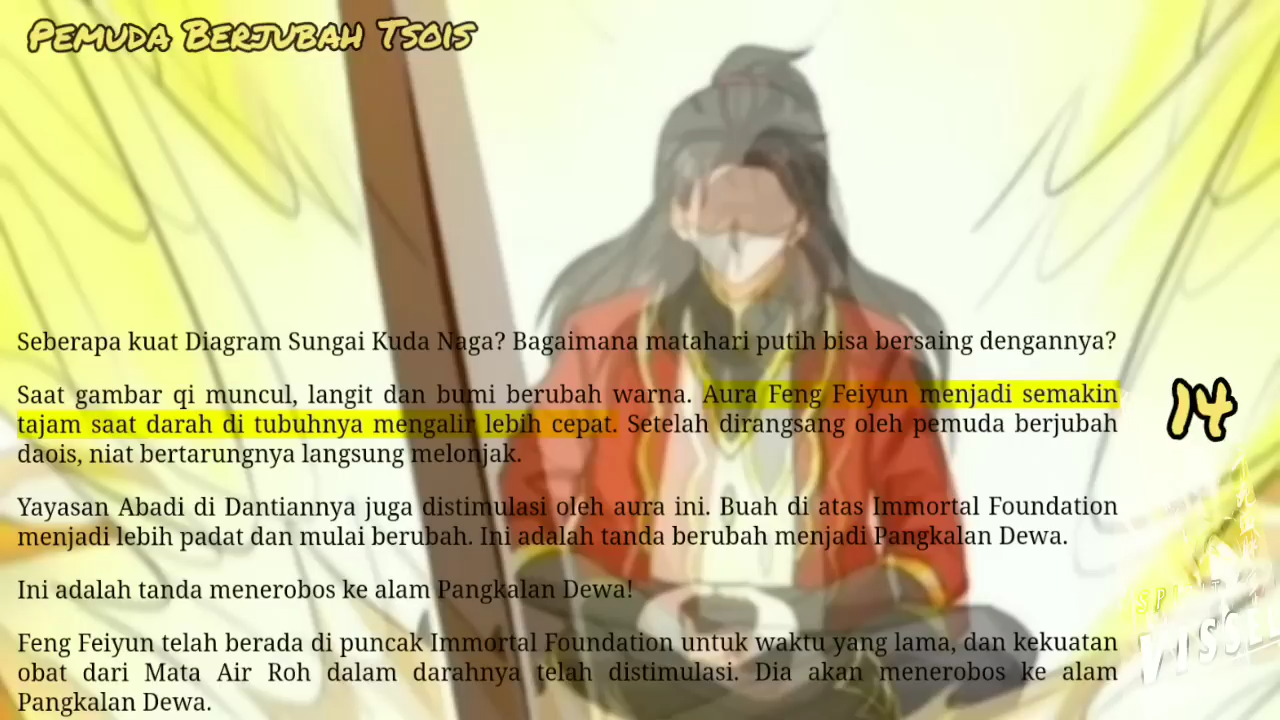 Pemuda Berjubah Tsois
Seberapa kuat Diagram Sungai Kuda Naga? Bagaimana matahari putih bisa bersaing dengannya?
Saat gambar qi muncul, langit dan bumi berubah warna. Aura Feng Feiyun menjadi semakin
tajam saat darah di tubuhnya mengalir lebih cepat. Setelah dirangsang oleh pemuda berjubah
daois, niat bertarungnya langsung melonjak.
14
Yayasan Abadi di Dantiannya juga distimulasi oleh aura ini. Buah di atas Immortal Foundation
menjadi lebih padat dan mulai berubah. Ini adalah tanda berubah menjadi Pangkalan Dewa.
Ini adalah tanda menerobos ke alam Pangkalan Dewa!
SPIRIT
VISSEL
Feng Feiyun telah berada di puncak Immortal Foundation untuk waktu yang lama, dan kekuatan
obat dari Mata Air Roh dalam darahnya telah distimulasi. Dia akan menerobos ke alam
Pangkalan Dewa.